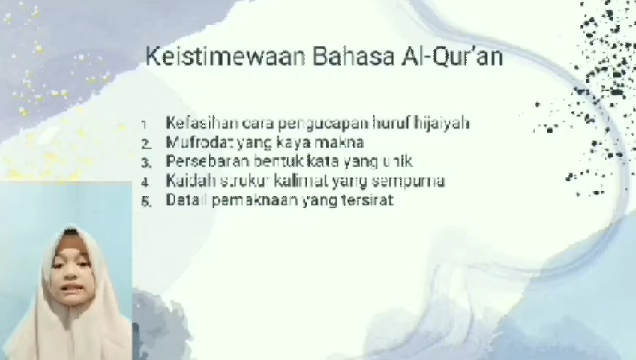 Keistimewaan Bahasa Al-Qur'an
1. Kefasihan cara pengucapan huruf hijaiyah
2. Mufrodat yang kaya makna
3. Persebaran bentuk kata yang unik
4. Kaidah strukur kalimat yang sempurna
5. Detail pemaknaan yang tersirat